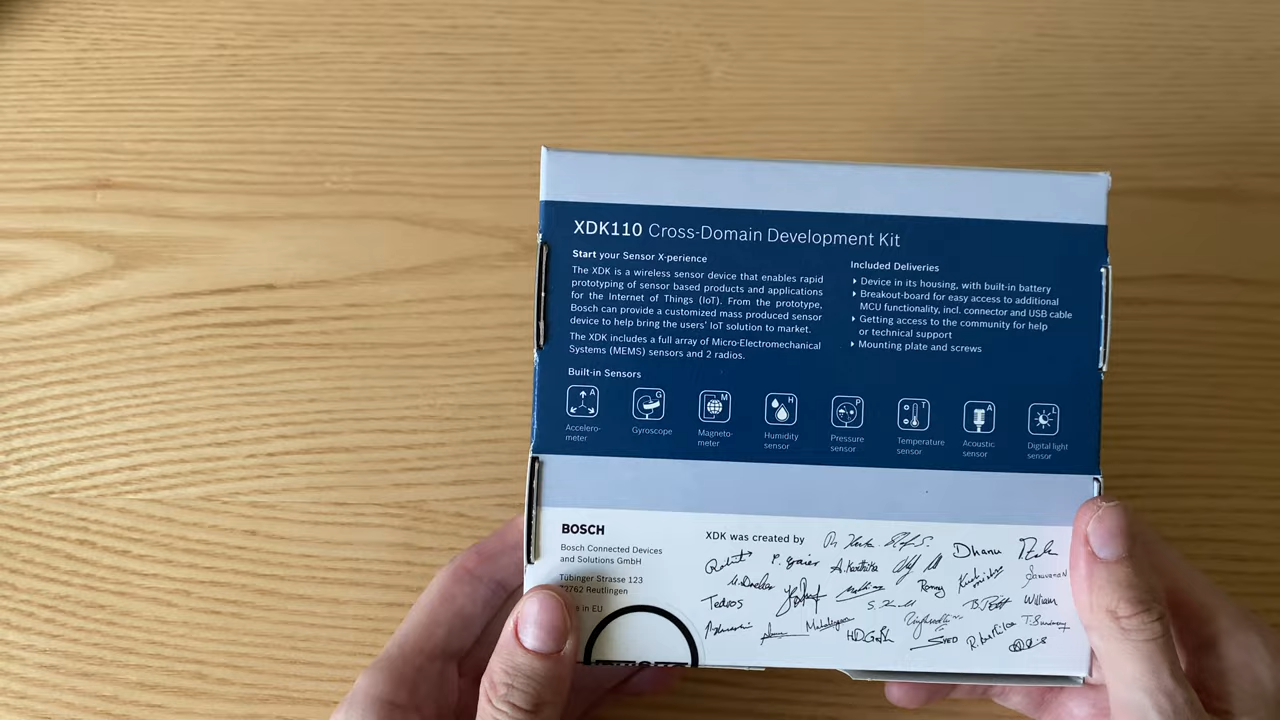 XDK110 Cross-Domain Development Kit
Start your Sensor X-perience
The XDK is a wireless sensor device that enables rapid
prototyping of sensor based products and applications
for the Internet of Things (IoT). From the prototype,
Bosch can provide a customized mass produced sensor
device to help bring the users' IoT solution to market.
The XDK includes a full array of Micro-Electromechanical
Systems (MEMS) sensors and 2 radios.
Included Deliveries
Device in its housing, with built-in battery
Breakout-board for easy access to additional
MCU functionality, incl. connector and USB cable
Getting access to the community for help
or technical support
Mounting plate and screws
Built-in Sensors
A
G
M
H
P
T
A
L
Accelero-
meter
Gyroscope
Magneto-
meter
Humidity
sensor
Pressure
sensor
Temperature
sensor
Acoustic
sensor
Digital light
sensor
BOSCH
Bosch Connected Devices
and Solutions GmbH
Tübinger Strasse 123
72762 Reutlingen
in EU
XDK was created by
Dhanu
Tedros
Ronny
William
SYED